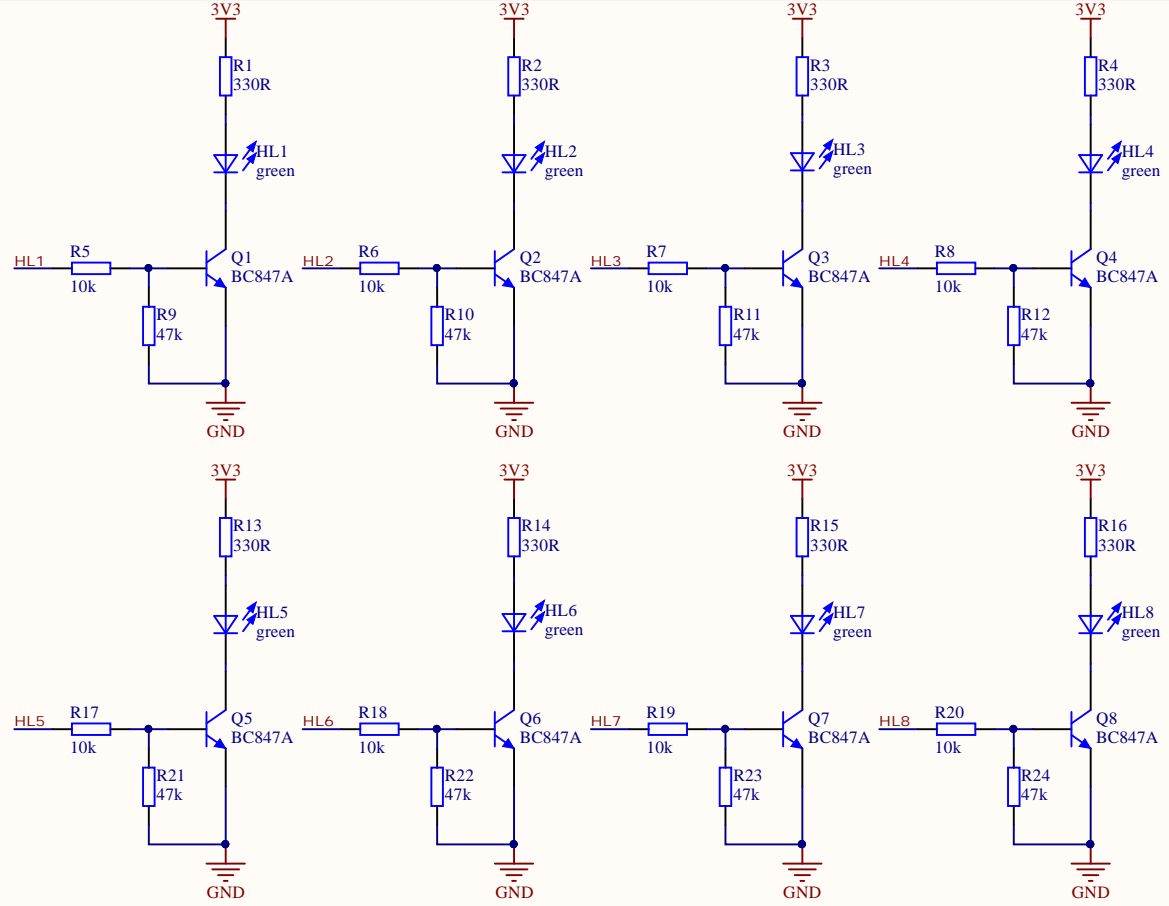 3V3 3V3 3V3 3V3
R1 R2 R3 R4
330R 330R 330R 330R
HL1 HL2 HL3 HL4
green green green green
HL1 R5 Q1 HL2 R6 Q2 HL3 R7 Q3 HL4 R8 Q4
10k BC847A 10k BC847A 10k BC847A 10k BC847A
R9 R10 R11 R12
47k 47k 47k 47k
GND GND GND GND
3V3 3V3 3V3 3V3
R13 R14 R15 R16
330R 330R 330R 330R
HL5 HL6 HL7 HL8
green green green green
HL5 R17 Q5 HL6 R18 Q6 HL7 R19 Q7 HL8 R20 Q8
10k BC847A 10k BC847A 10k BC847A 10k BC847A
R21 R22 R23 R24
47k 47k 47k 47k
GND GND GND GND